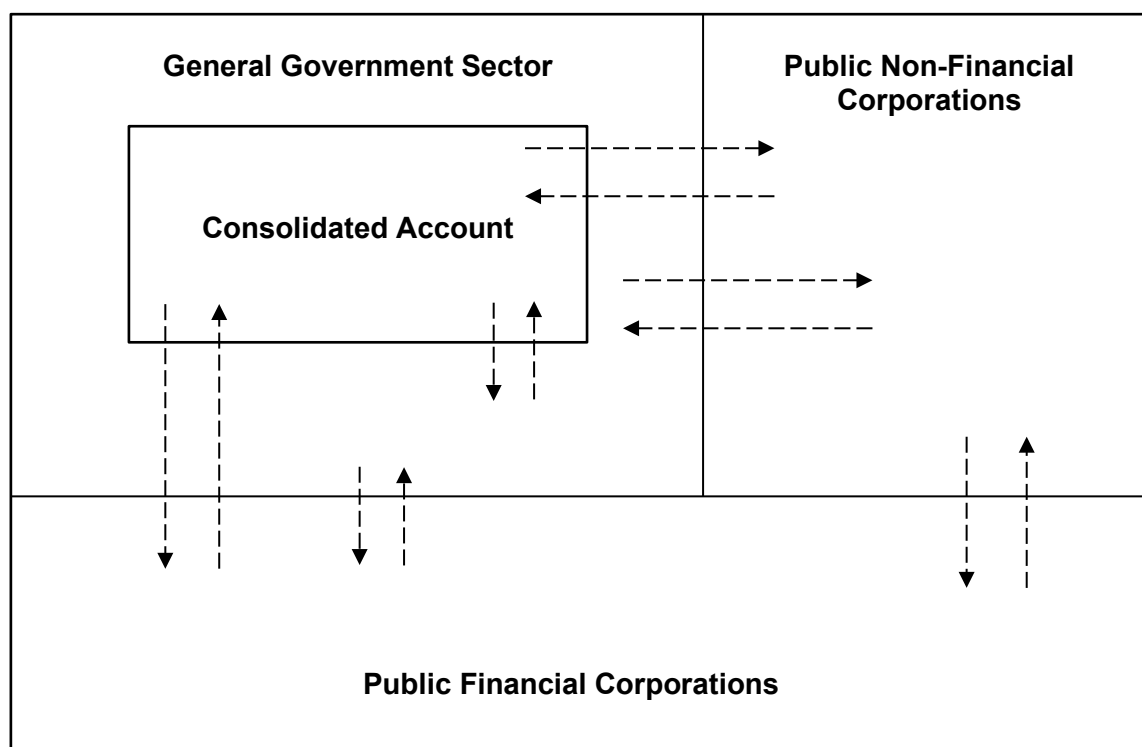 General Government Sector
Public Non-Financial
Corporations
Consolidated Account
Public Financial Corporations